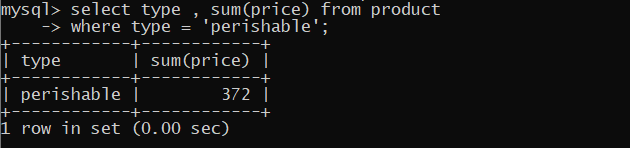 mysql> select type , sum(price) from product
    -> where type = 'perishable';
+------------+------------+
| type       | sum(price) |
+------------+------------+
| perishable |        372 |
+------------+------------+
1 row in set (0.00 sec)